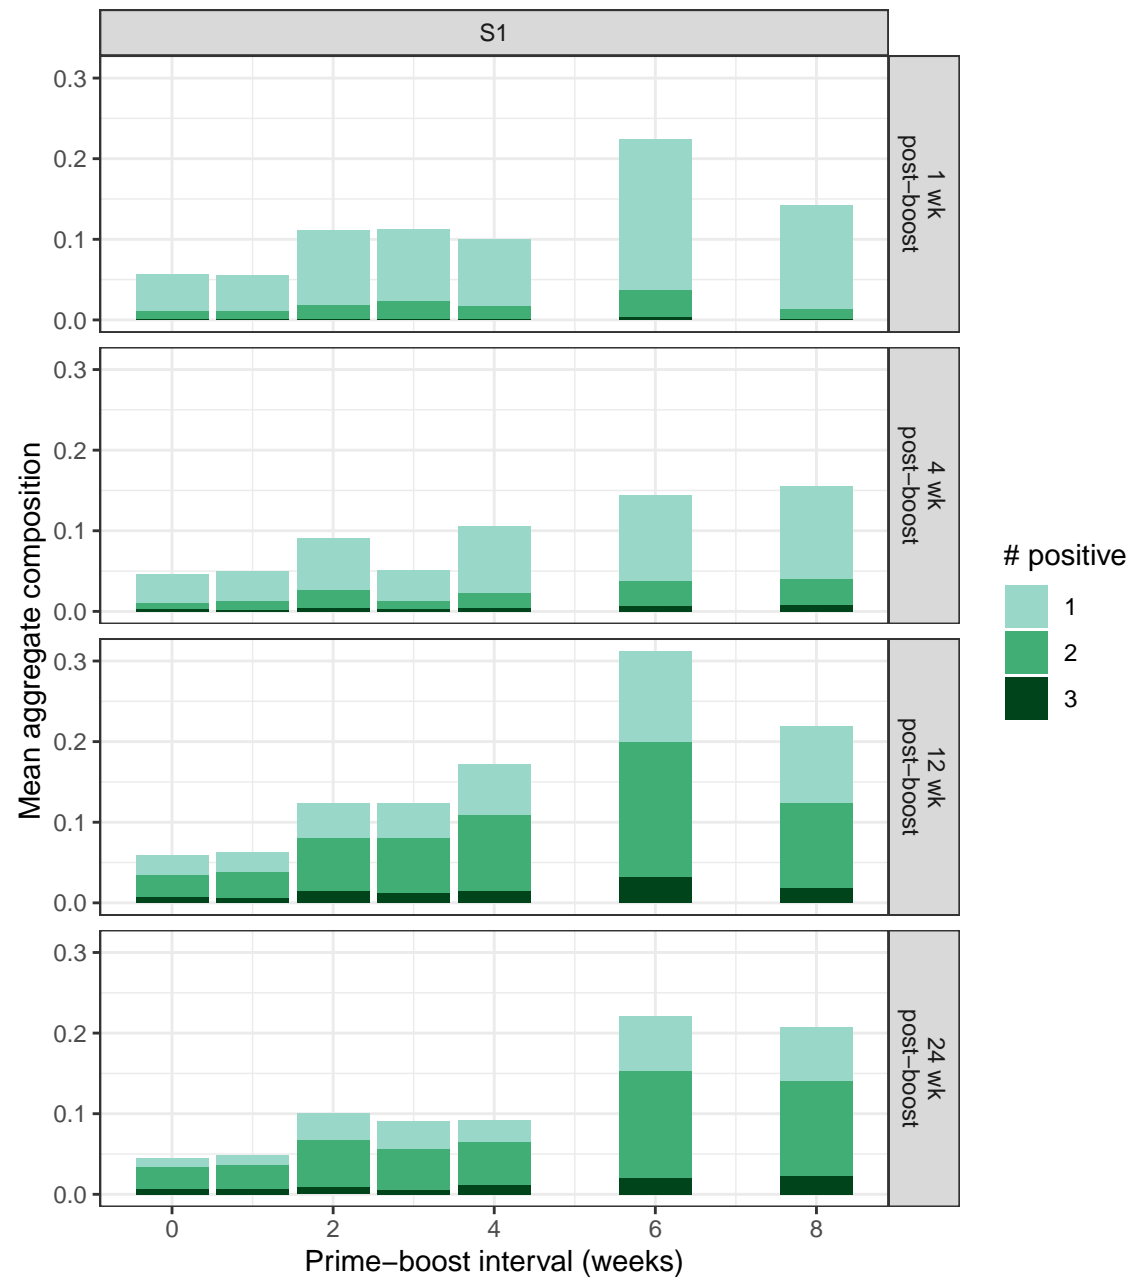 S1
0.3
0.2
0.1
0.0
1 wk
post−boost
0.3
0.2
0.1
0.0
4 wk
post−boost
0.3
0.2
0.1
0.0
12 wk
post−boost
0.3
0.2
0.1
0.0
24 wk
post−boost
0
2
4
6
8
Prime−boost interval (weeks)
Mean aggregate composition
# positive
1
2
3